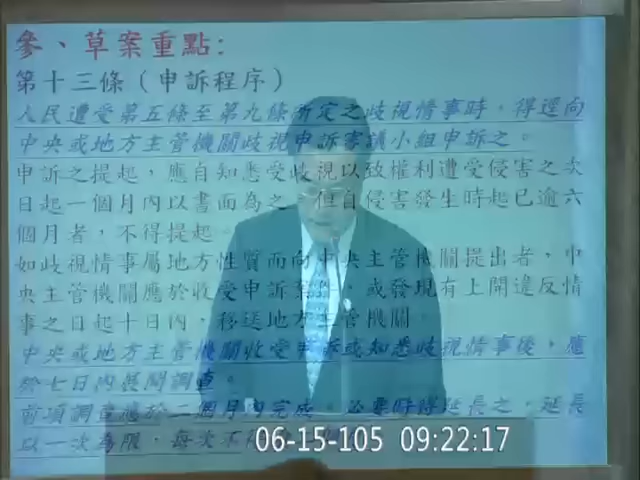 參、草案重點:
第十三條（申訴程序）
人民遭受第五條至第九條所定之歧視情事時，得逕向
中央或地方主管機關歧視申訴審議小組申訴之。
申訴之提起，應自知悉受歧視以致權利遭受侵害之次
日起一個月內以書面為之。但自侵害發生時起已逾六
個月者，不得提起。
如歧視情事屬地方性質而向中央主管機關提出者，中
央主管機關應於收受申訴 或發現有上開違反情
事之日起十日內，移送地方主管機關。
中央或地方主管機關收受申訴或知悉歧視情事後，應
於七日內展開調查。
前項調查應於二個月內完成，必要時得延長之，延長
以一次為限，每次不得
06-15-105 09:22:17